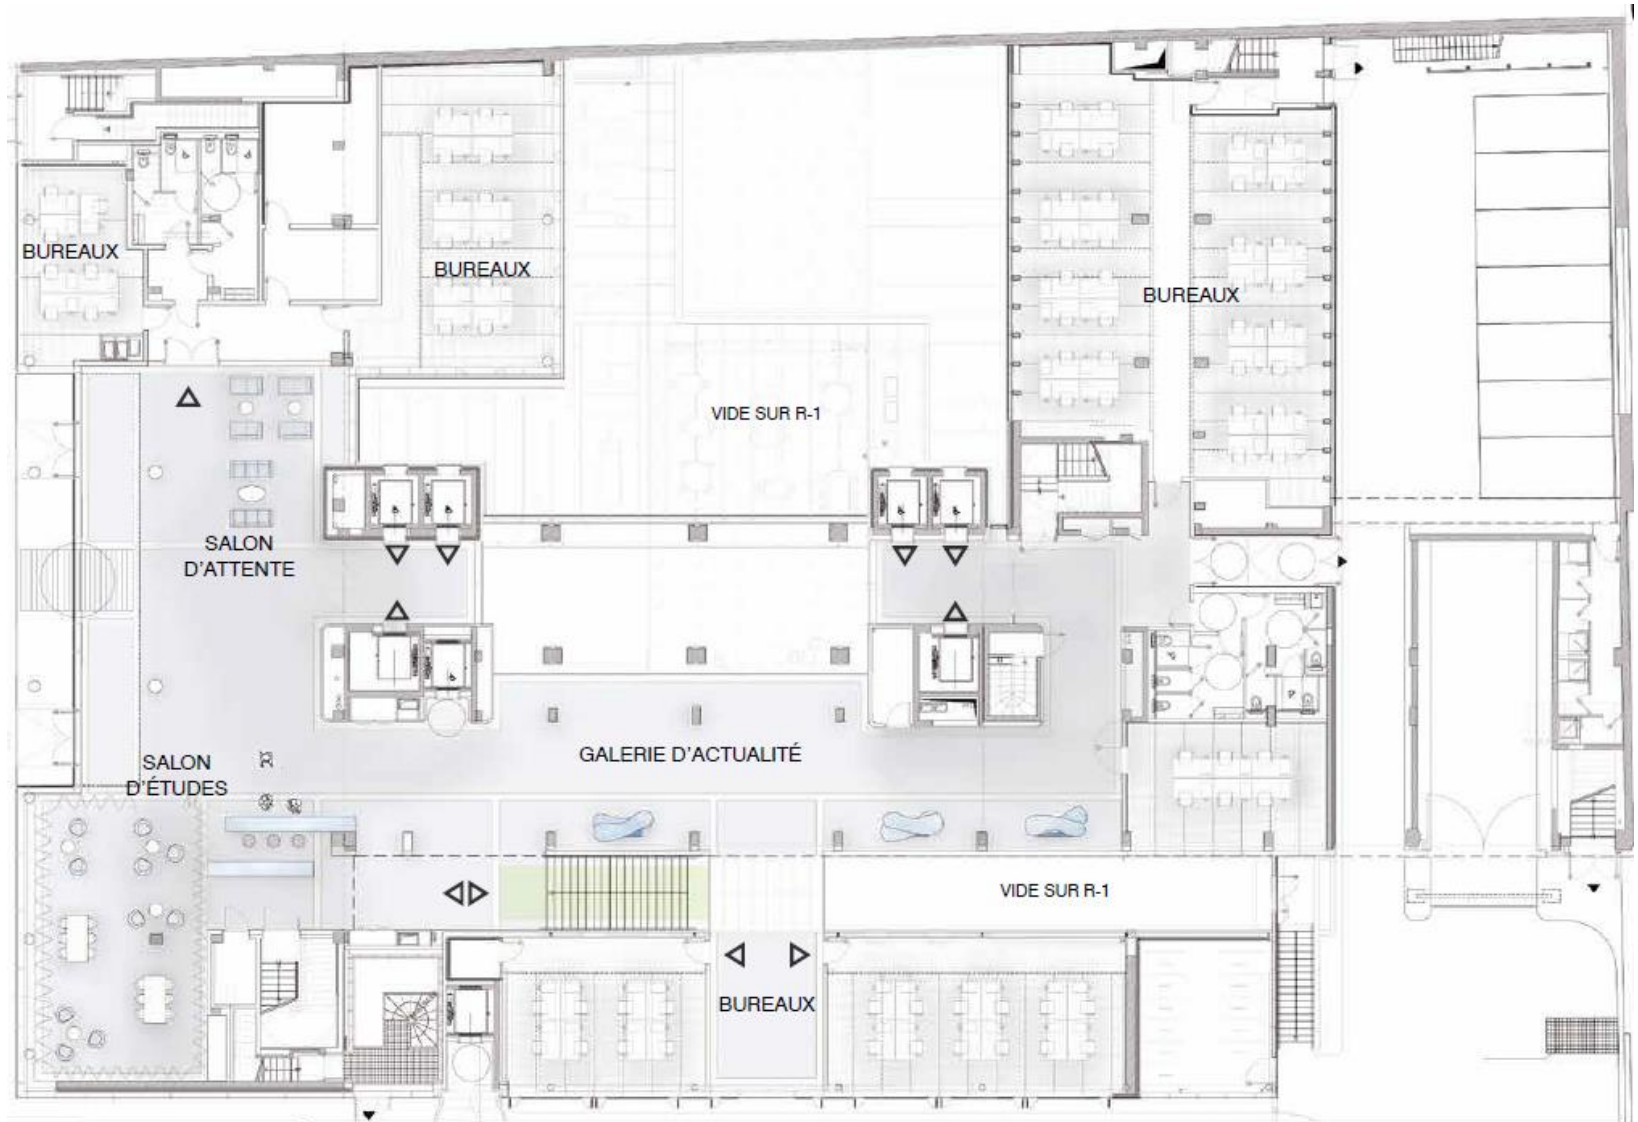 BUREAUX
BUREAUX
BUREAUX
VIDE SUR R-1
SALON
D'ATTENTE
SALON
D'ÉTUDES
GALERIE D'ACTUALITÉ
VIDE SUR R-1
BUREAUX